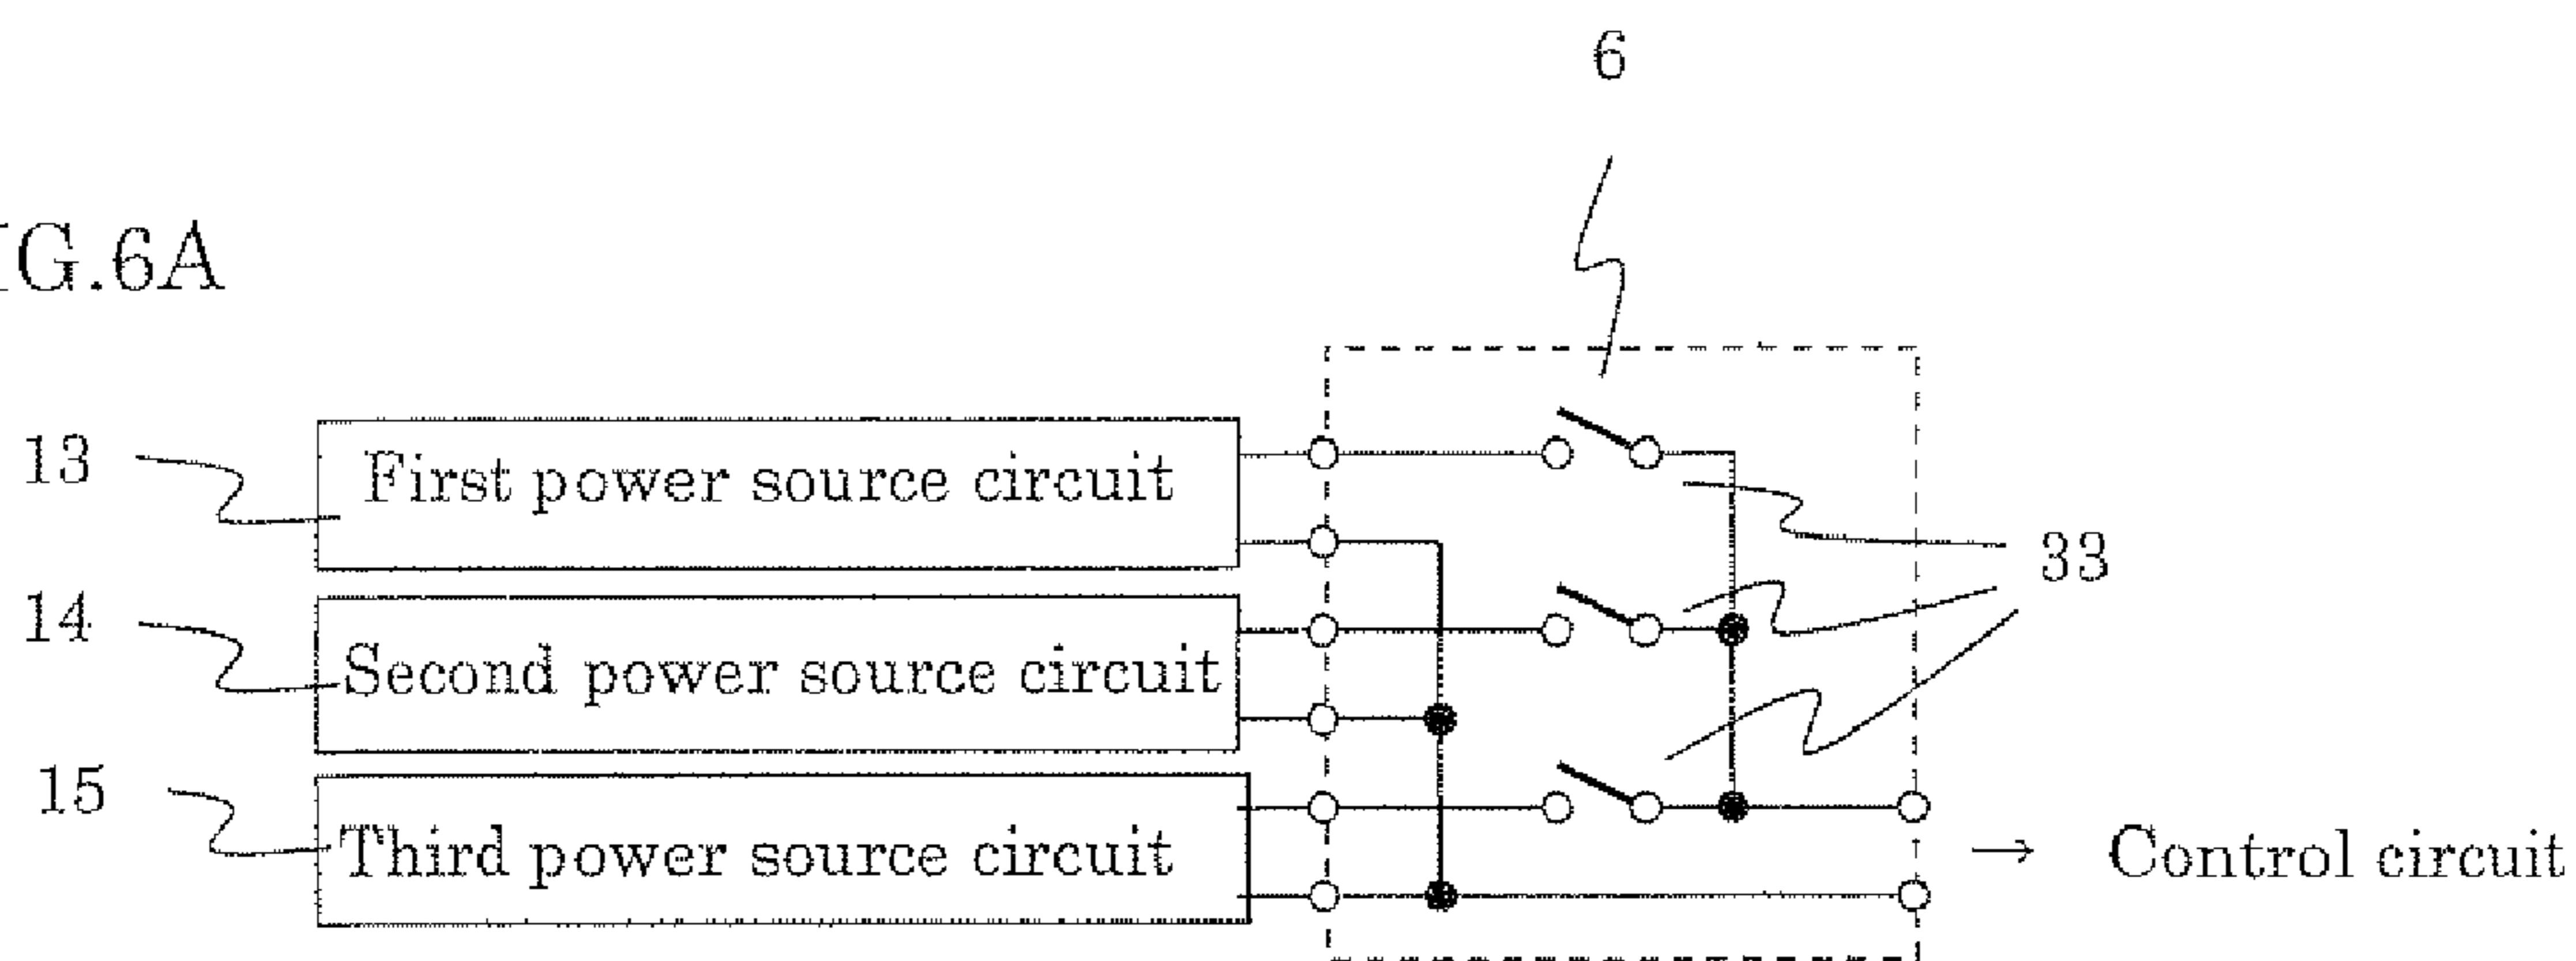 6
IG.6A
13
First power source circuit
33
14
Second power source circuit
15
Third power source circuit
→ Control circuit